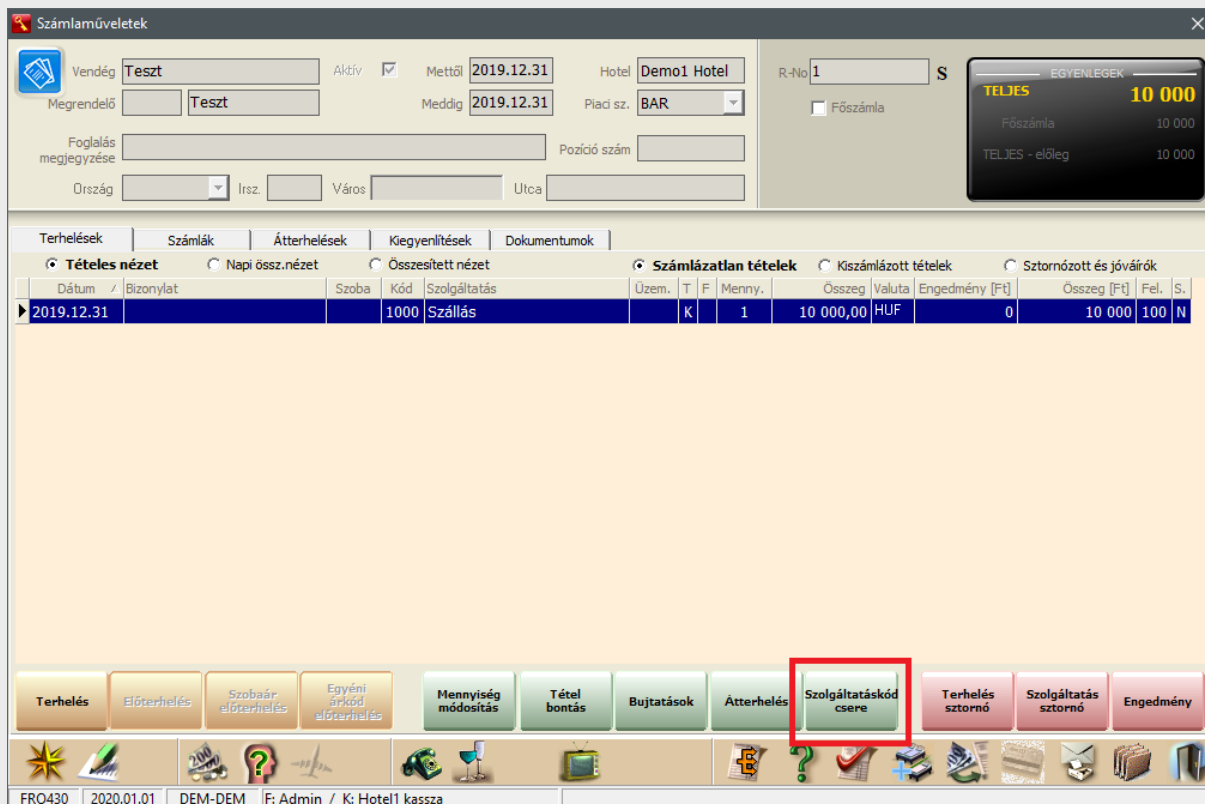 Számlaműveletek
Vendég Teszt Aktív Mettől 2019.12.31 Hotel Demo1 Hotel R-No 1 S
Megrendelő Teszt Meddig 2019.12.31 Piaci sz. BAR Főszámla
Foglalás megjegyzése Pozíció szám
Ország Irsz. Város Utca
EGYENLEGEK
TELJES 10 000
Főszámla 10 000
TELJES - előleg 10 000
Terhelések Számlák Átterhelések Kiegyenlítések Dokumentumok
Tételes nézet Napi össz.nézet Összesített nézet Számlázatlan tételek Kiszámlázott tételek Sztornózott és jóváírók
Dátum Bizonylat Szoba Kód Szolgáltatás Üzem. T F Menny. Összeg Valuta Engedmény [Ft] Összeg [Ft] Fel. S.
2019.12.31 1000 Szállás K 1 10 000,00 HUF 0 10 000 100 N
Terhelés
Előterhelés
Szobaár
előterhelés
Egyéni
árkód
előterhelés
Mennyiség
módosítás
Tétel
bontás
Bujtatások
Átterhelés
Szolgáltatáskód
csere
Terhelés
sztornó
Szolgáltatás
sztornó
Engedmény
200
FRO430 2020.01.01 DEM-DEM F: Admin / K: Hotel1 kassza